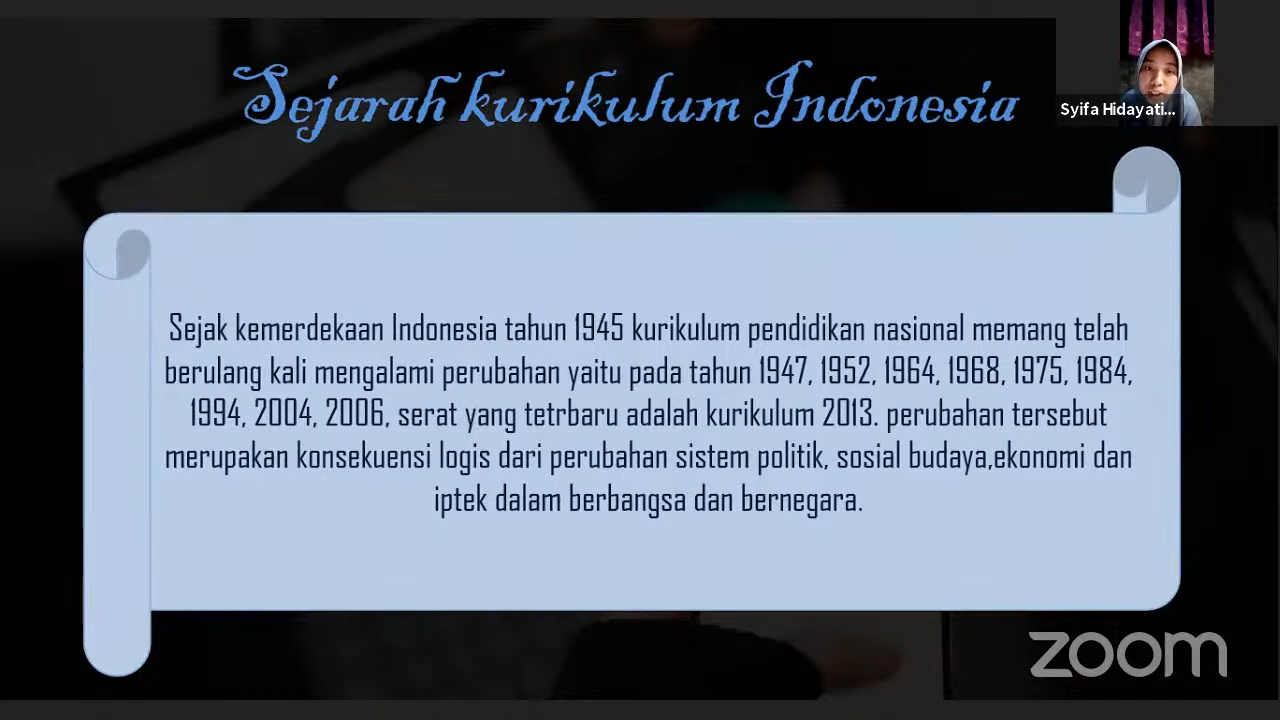 Sejarah kurikulum Indonesia
Syifa Hidayati...
Sejak kemerdekaan Indonesia tahun 1945 kurikulum pendidikan nasional memang telah
berulang kali mengalami perubahan yaitu pada tahun 1947, 1952, 1964, 1968, 1975, 1984,
1994, 2004, 2006, serat yang tetrbaru adalah kurikulum 2013. perubahan tersebut
merupakan konsekuensi logis dari perubahan sistem politik, sosial budaya,ekonomi dan
iptek dalam berbangsa dan bernegara.
zoom